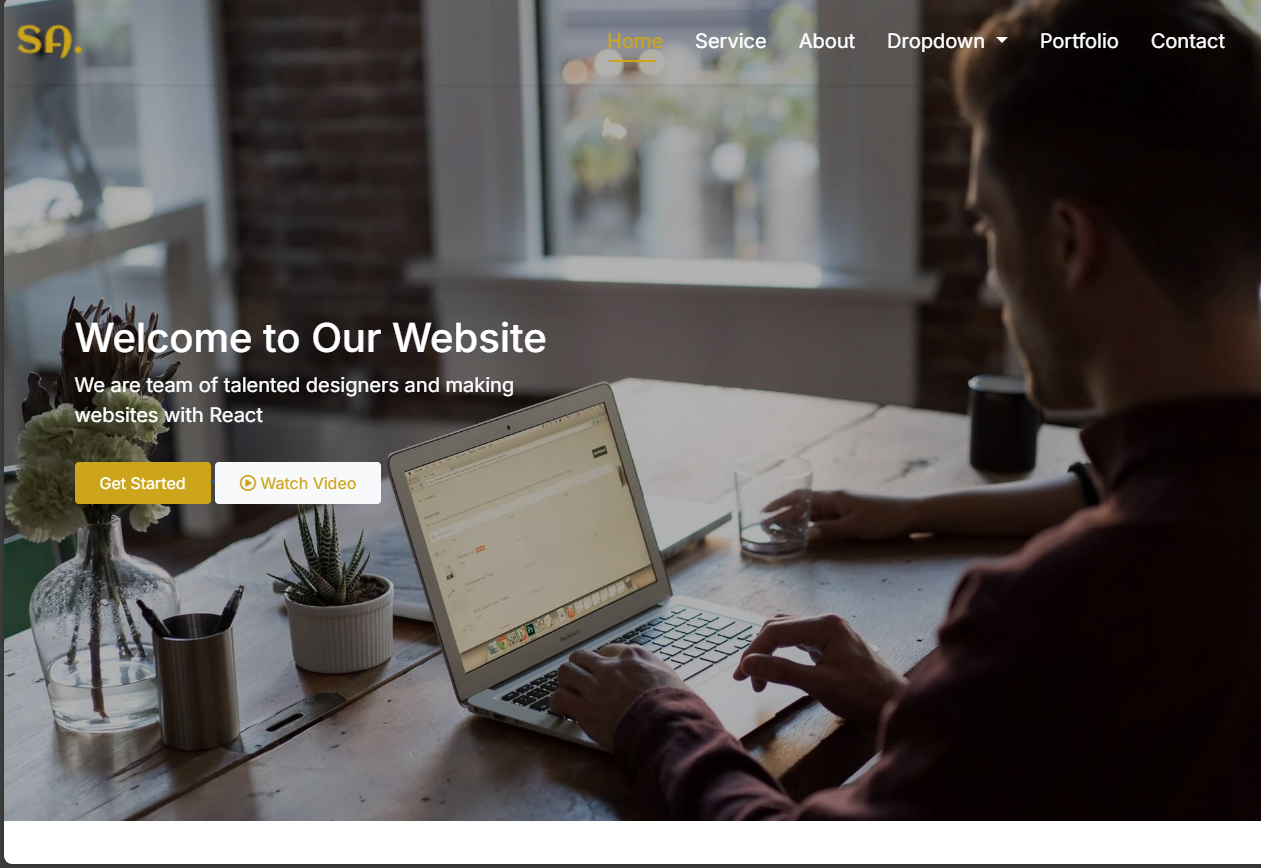 SA.
Home Service About Dropdown Portfolio Contact
Welcome to Our Website
We are team of talented designers and making
websites with React
Get Started Watch Video